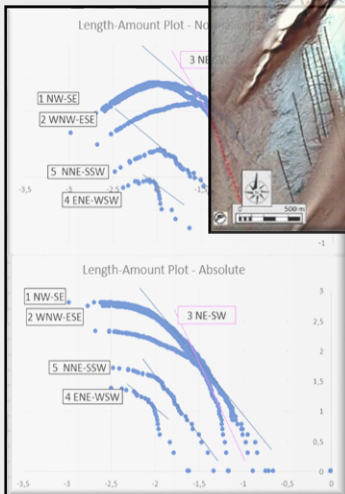 Length-Amount Plot - No
3 NE-S
1 NW-SE
2 WNW-ESE
5 NNE-SSW
4 ENE-WSW
-3,5
-3
-2,5
-2
-1,5
-1
500 m
Length-Amount Plot - Absolute
1 NW-SE
2 WNW-ESE
3 NE-SW
5 NNE-SSW
4 ENE-WSW
3
2,5
2
1,5
1
0,5
0
-3,5
-3
-2,5
-2
-1,5
-1
-0,5
0